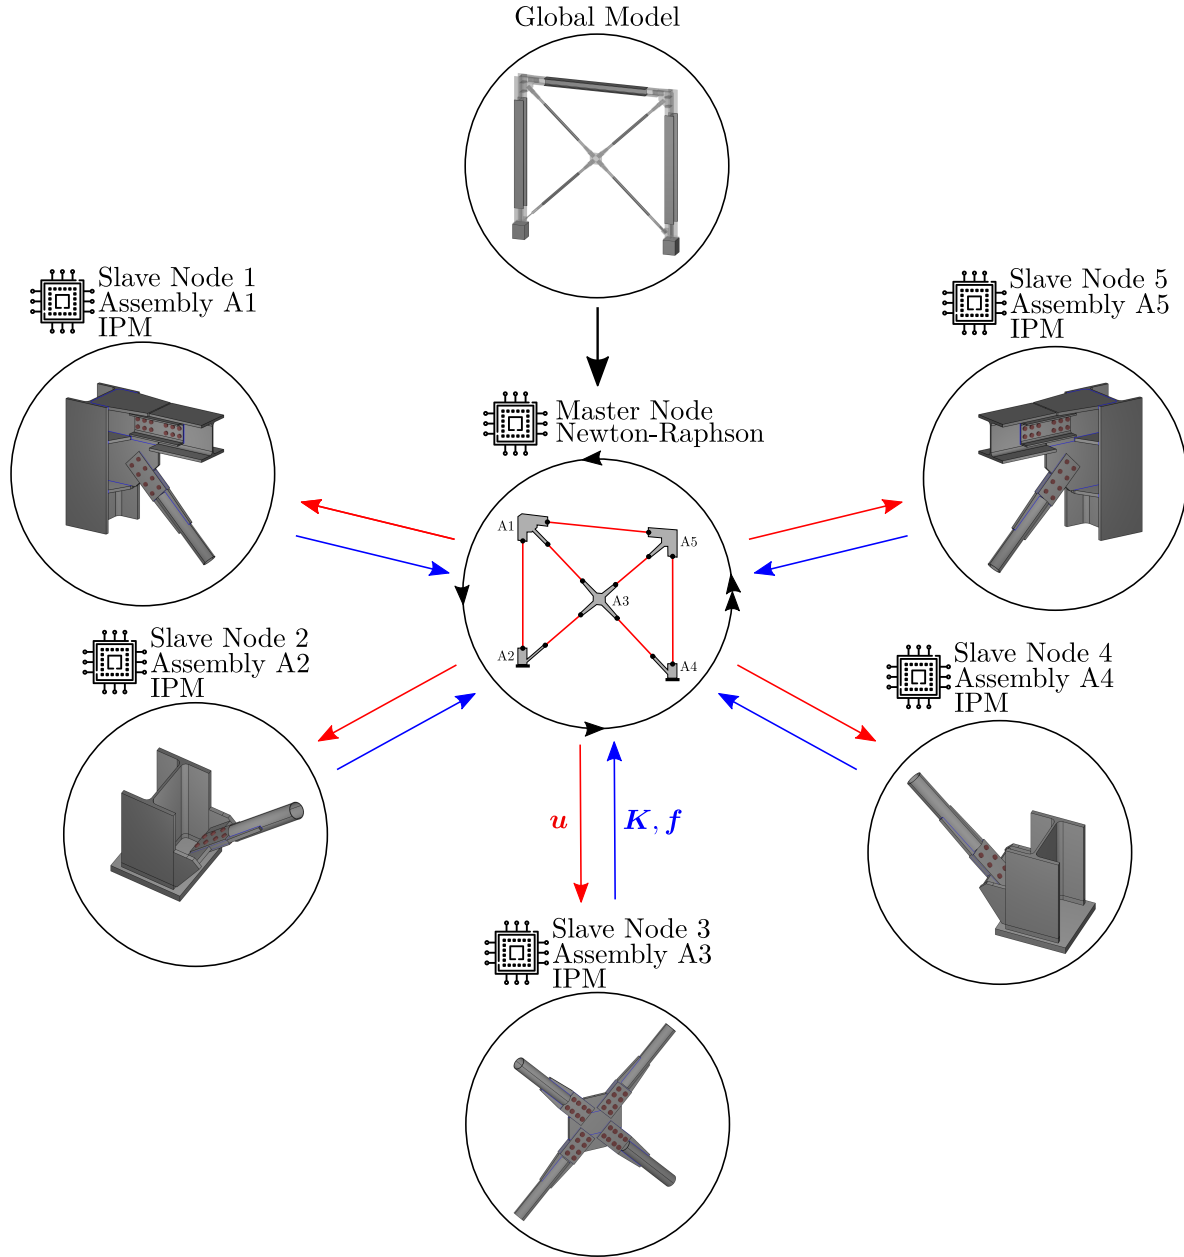 Global Model
Slave Node 1
Assembly A1
IPM
Slave Node 5
Assembly A5
IPM
Master Node
Newton-Raphson
A1
A5
A3
A2
A4
Slave Node 2
Assembly A2
IPM
Slave Node 4
Assembly A4
IPM
u
K, f
Slave Node 3
Assembly A3
IPM